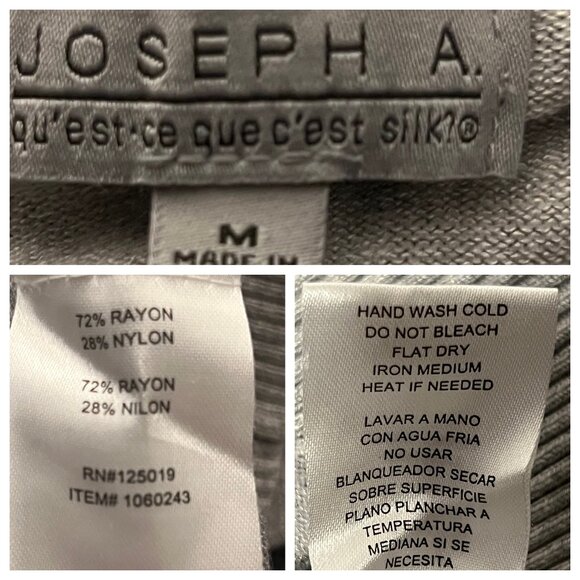 JOSEPH A.
qu'est-ce que c'est silk?®
M
MADE IN
72% RAYON
28% NYLON
72% RAYON
28% NILON
RN#125019
ITEM# 1060243
HAND WASH COLD
DO NOT BLEACH
FLAT DRY
IRON MEDIUM
HEAT IF NEEDED
LAVAR A MANO
CON AGUA FRIA
NO USAR
BLANQUEADOR SECAR
SOBRE SUPERFICIE
PLANO PLANCHAR A
TEMPERATURA
MEDIANA SI SE
NECESITA